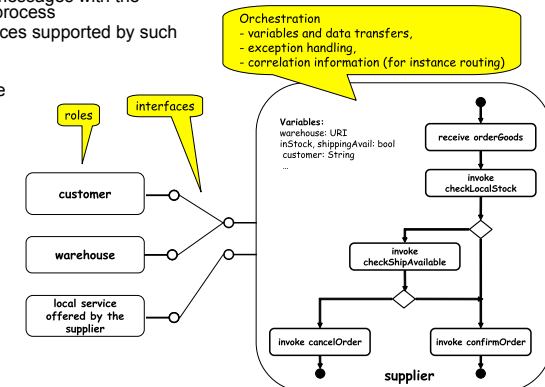 messages with the
process
ces supported by such
e
Orchestration
- variables and data transfers,
- exception handling,
- correlation information (for instance routing)
roles
interfaces
Variables:
warehouse: URI
inStock, shippingAvail: bool
customer: String
...
receive orderGoods
invoke
checkLocalStock
customer
warehouse
invoke
checkShipAvailable
local service
offered by the
supplier
invoke cancelOrder
invoke confirmOrder
supplier